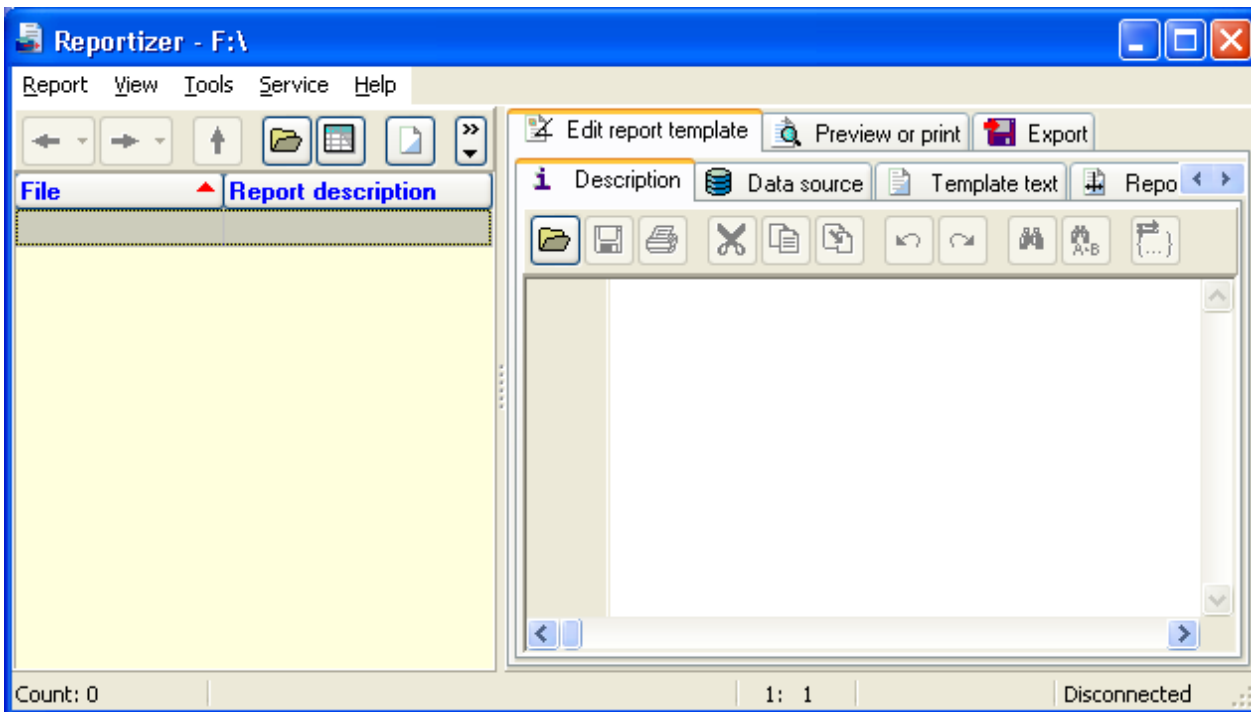 Reportizer - F:\
Report View Tools Service Help
Edit report template Preview or print Export
File Report description
Description Data source Template text Repo
A-B {...}
Count: 0 1: 1 Disconnected